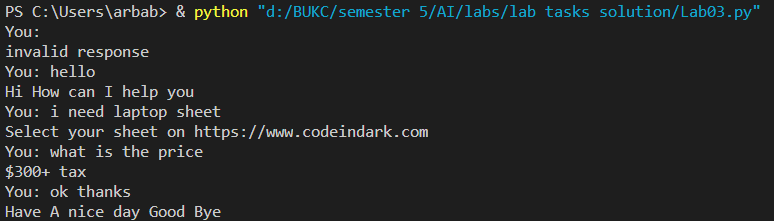 PS C:\Users\arbab> & python "d:/BUKC/semester 5/AI/labs/lab tasks solution/Lab03.py"
You:
invalid response
You: hello
Hi How can I help you
You: i need laptop sheet
Select your sheet on https://www.codeindark.com
You: what is the price
$300+ tax
You: ok thanks
Have A nice day Good Bye